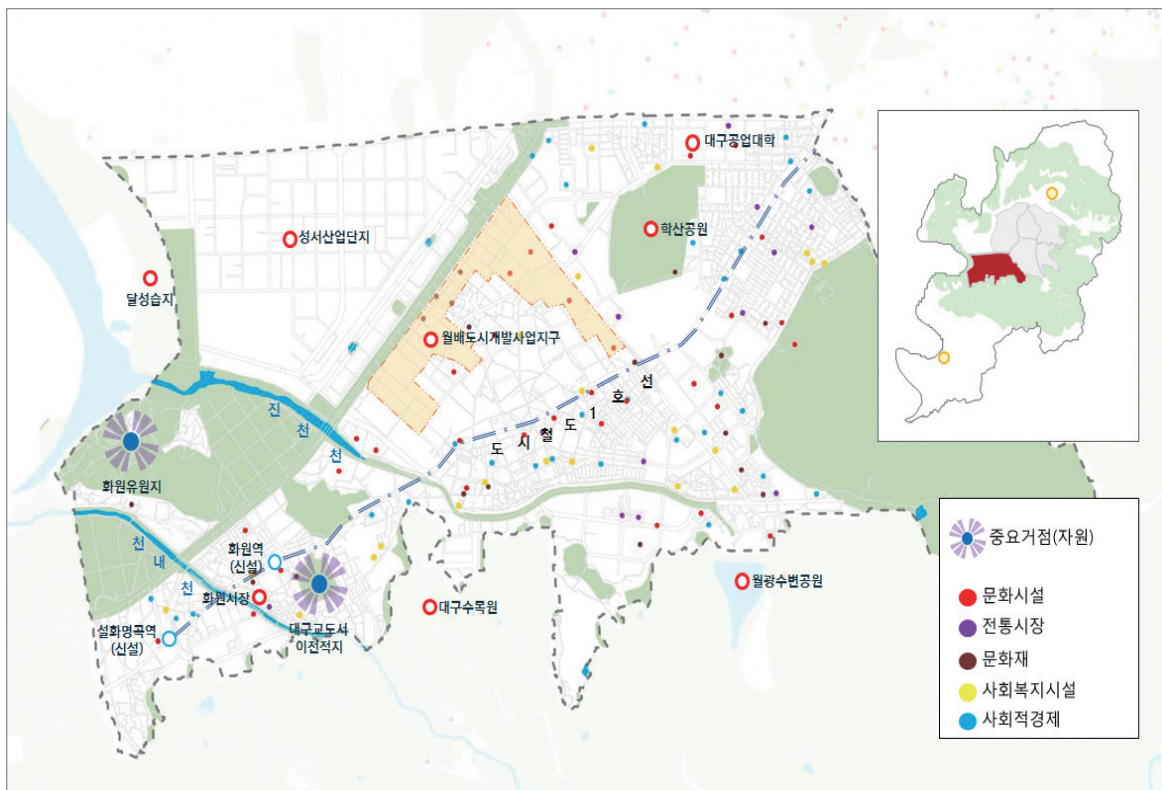 대구공업대학
성서산업단지
학산공원
달성습지
월배도시개발사업지구
도시철도1호선
진천천
화원유원지
천내천
화원역
(신설)
화원시장
설화명곡역
(신설)
대구교도소
이전적지
대구수목원
월광수변공원
중요거점(자원)
문화시설
전통시장
문화재
사회복지시설
사회적경제